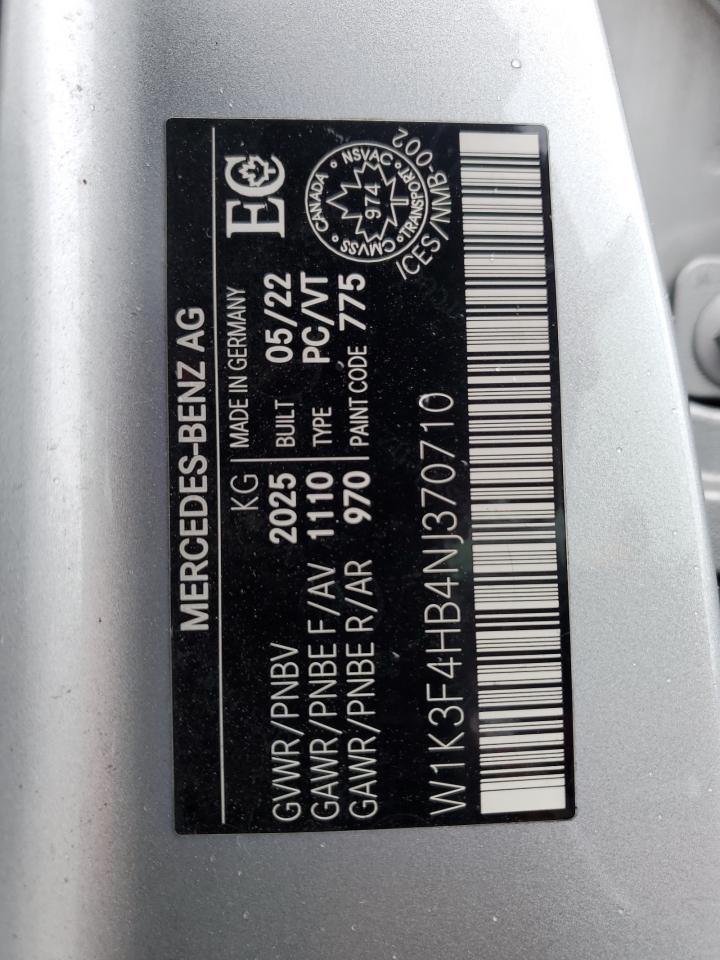 MERCEDES-BENZ AG
KG MADE IN GERMANY
GVWR/PNBV 2025 BUILT 05/22
GAWR/PNBE F/AV 1110 TYPE PC/VT
GAWR/PNBE R/AR 970 PAINT CODE 775
EC
CANADA NSVAC TRANSPORT CMVSS
974
ICES/NMB-002
W1K3F4HB4NJ370710